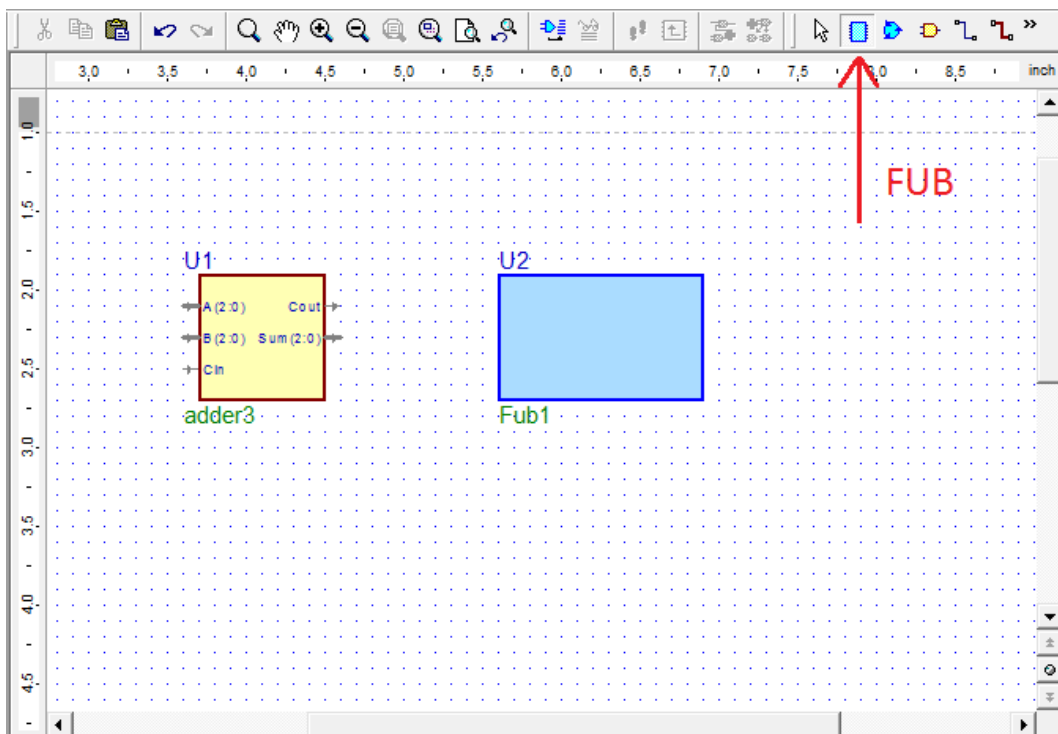 »
3,0 3,5 4,0 4,5 5,0 5,5 6,0 6,5 7,0 7,5 8,0 8,5 inch
1.0
FUB
1.5
U1 U2
2.0
A(2:0) Cout
B(2:0) Sum(2:0)
2.5
Cin
adder3 Fub1
3.0
3.5
4.0
4.5